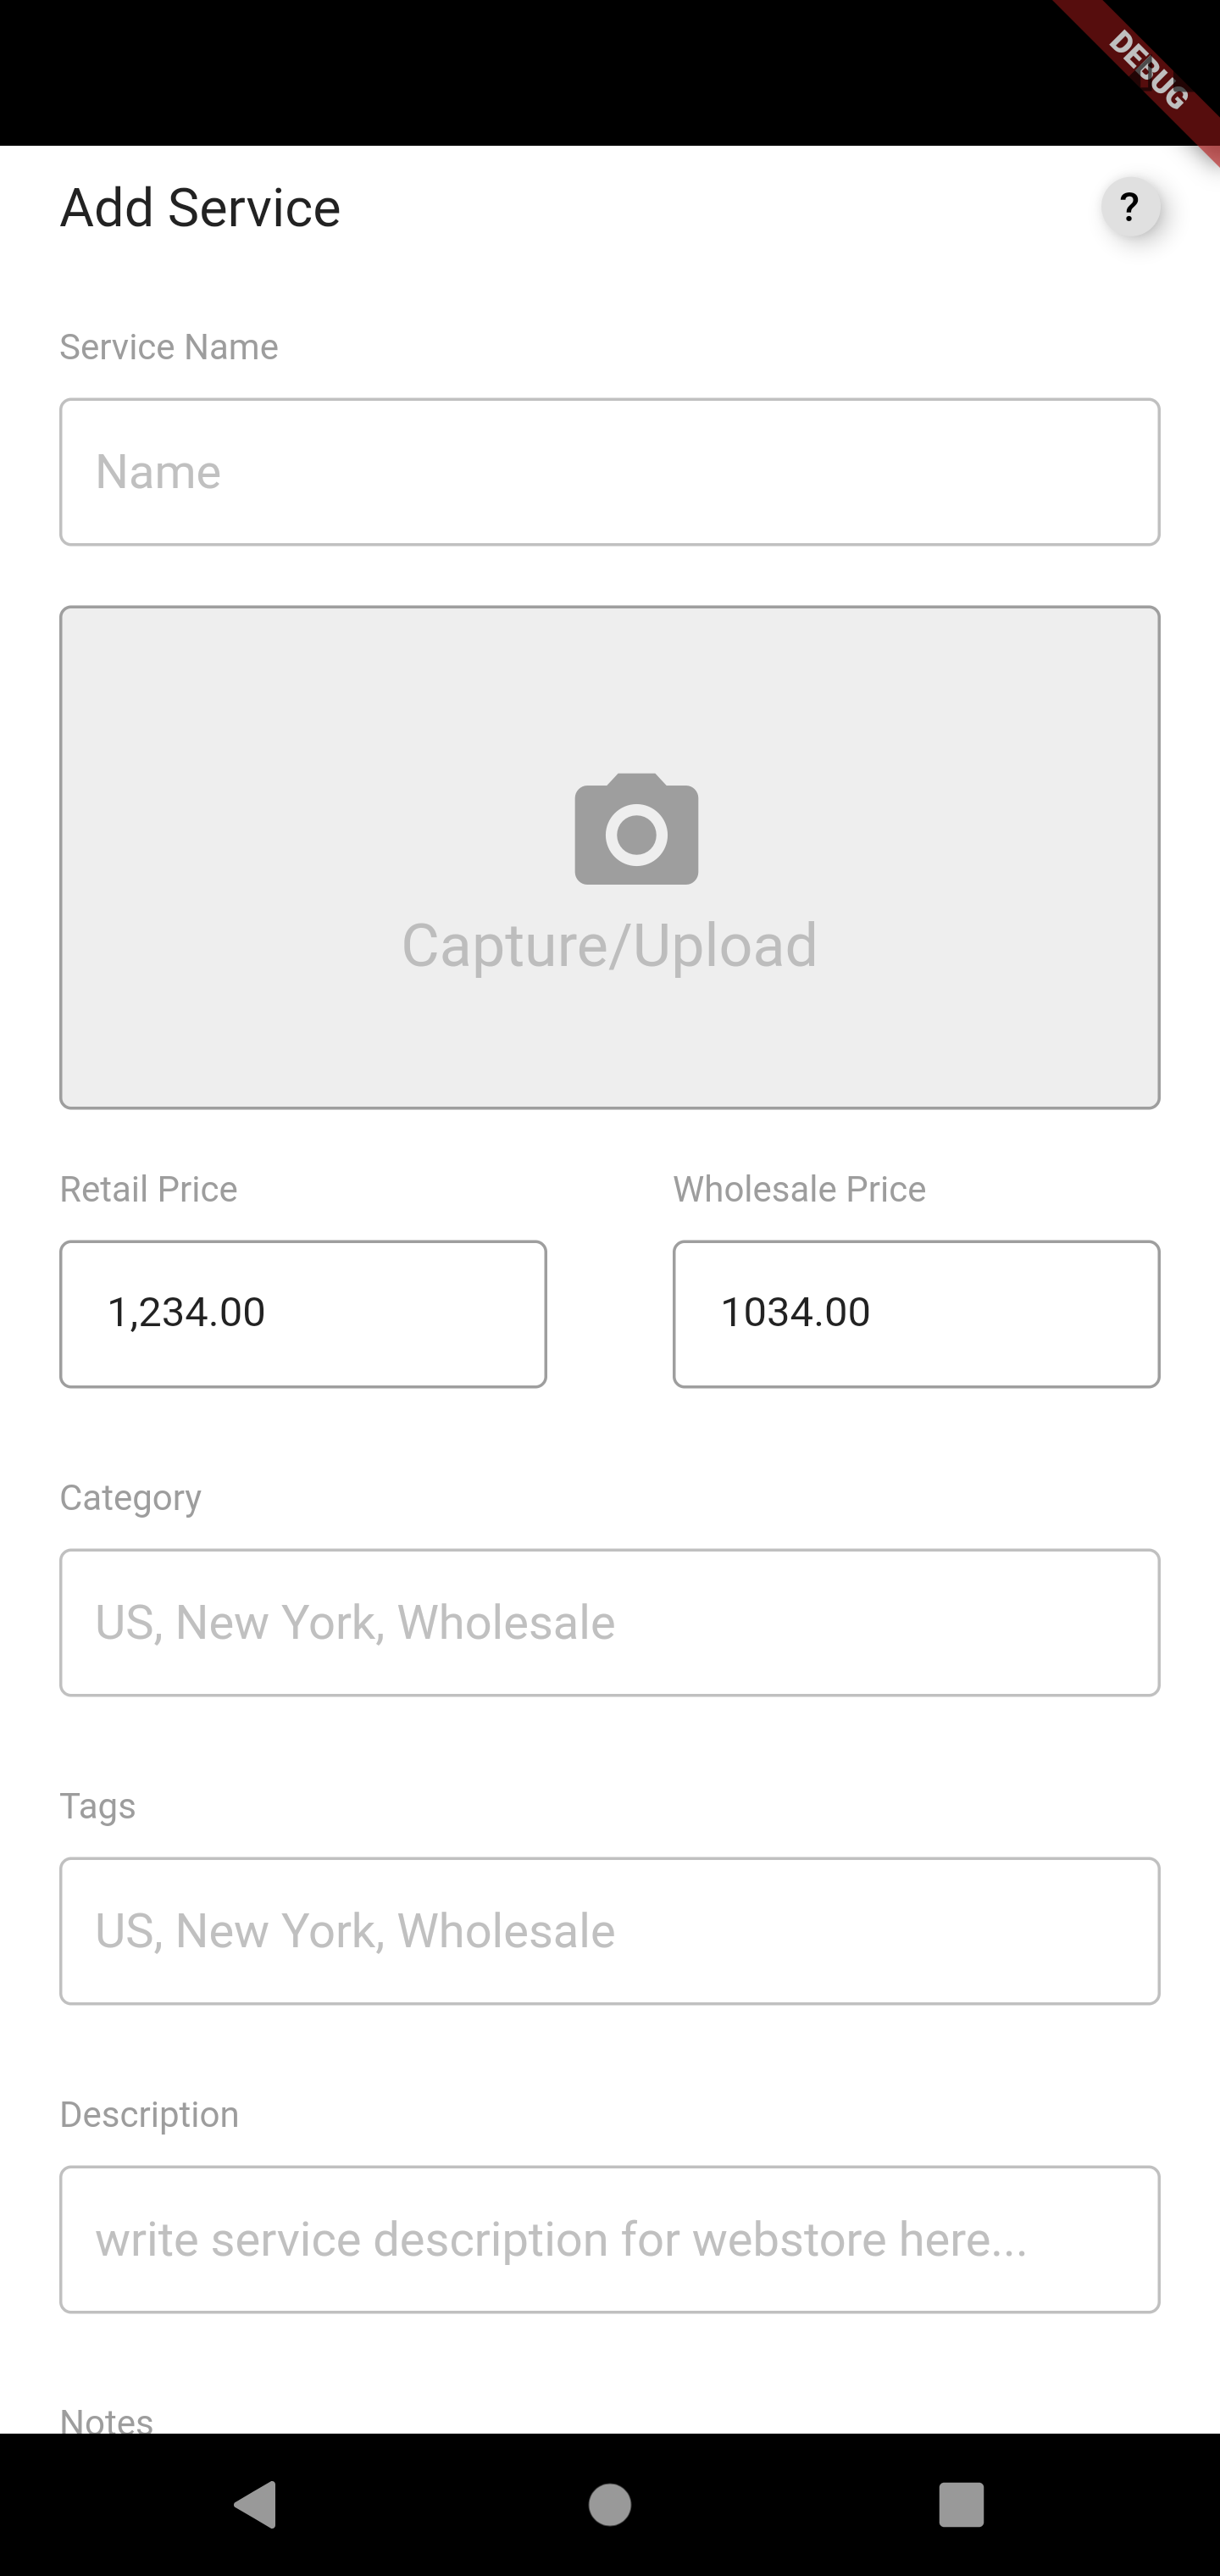 DEBUG
Add Service
?
Service Name
Name
Capture/Upload
Retail Price
Wholesale Price
1,234.00
1034.00
Category
US, New York, Wholesale
Tags
US, New York, Wholesale
Description
write service description for webstore here...
Notes